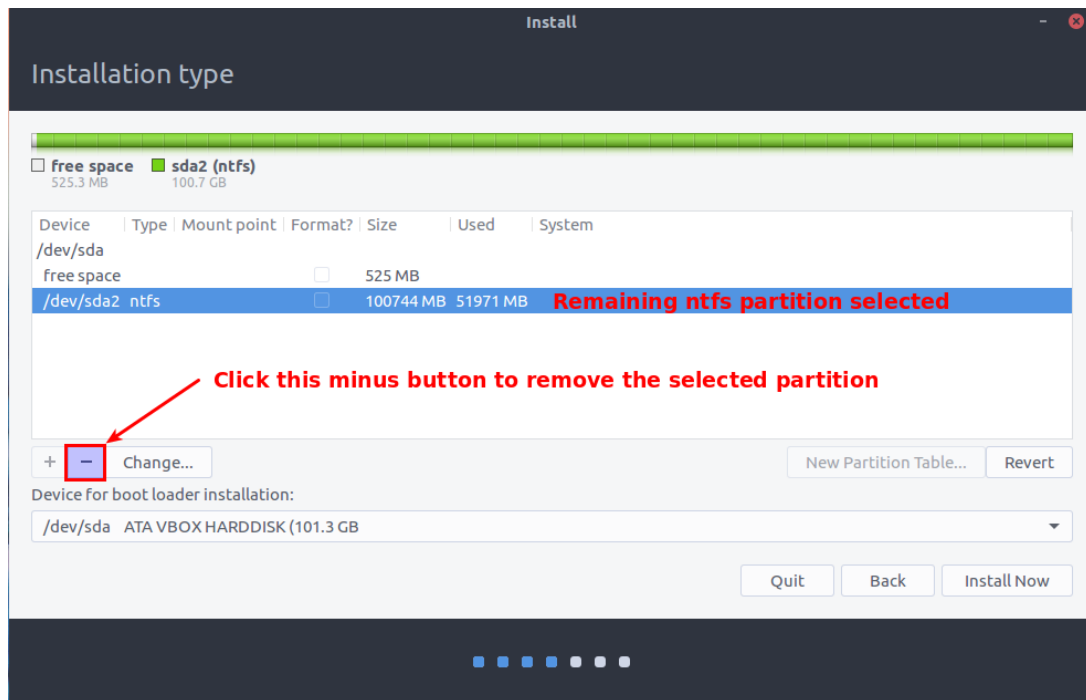 Install
Installation type
free space sda2 (ntfs)
525.3 MB 100.7 GB
Device Type Mount point Format? Size Used System
/dev/sda
free space 525 MB
/dev/sda2 ntfs 100744 MB 51971 MB Remaining ntfs partition selected
Click this minus button to remove the selected partition
+ − Change... New Partition Table... Revert
Device for boot loader installation:
/dev/sda ATA VBOX HARDDISK (101.3 GB
Quit Back Install Now